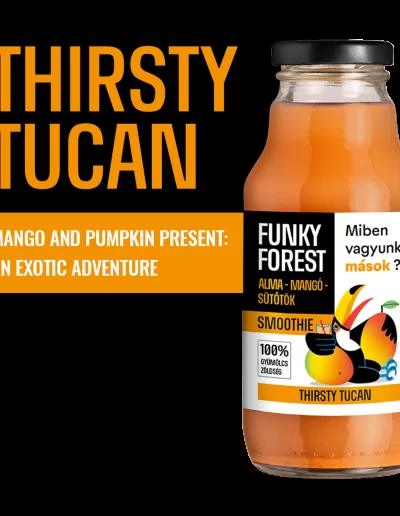 THIRSTY
TUCAN
MANGO AND PUMPKIN PRESENT:
N EXOTIC ADVENTURE
FUNKY
FOREST
ALMA - MANGÓ -
SÜTŐTÖK
SMOOTHIE
100%
GYÜMÖLCS
ZÖLDSÉG
Miben
vagyunk
mások ?
THIRSTY TUCAN